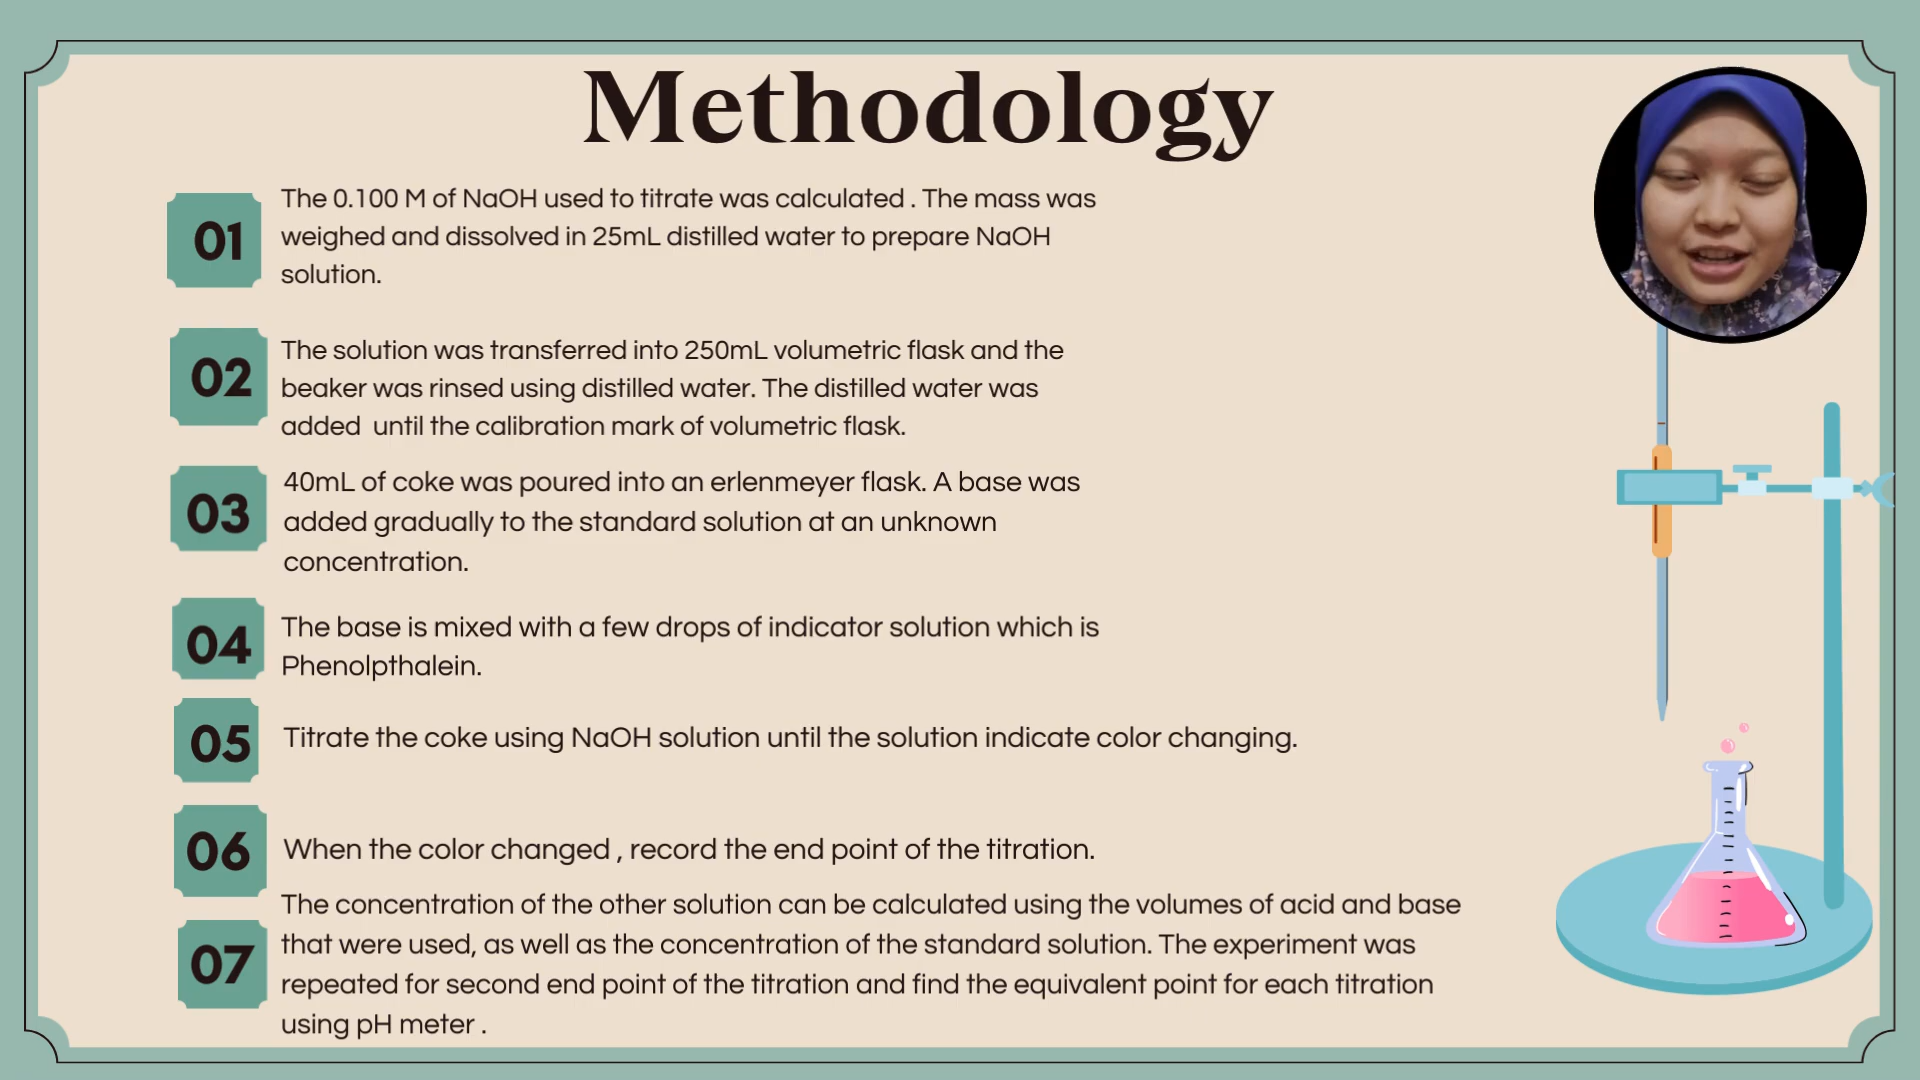 Methodology
01
The 0.100 M of NaOH used to titrate was calculated . The mass was
weighed and dissolved in 25mL distilled water to prepare NaOH
solution.
02
The solution was transferred into 250mL volumetric flask and the
beaker was rinsed using distilled water. The distilled water was
added  until the calibration mark of volumetric flask.
03
40mL of coke was poured into an erlenmeyer flask. A base was
added gradually to the standard solution at an unknown
concentration.
04
The base is mixed with a few drops of indicator solution which is
Phenolpthalein.
05
Titrate the coke using NaOH solution until the solution indicate color changing.
06
When the color changed , record the end point of the titration.
07
The concentration of the other solution can be calculated using the volumes of acid and base
that were used, as well as the concentration of the standard solution. The experiment was
repeated for second end point of the titration and find the equivalent point for each titration
using pH meter .